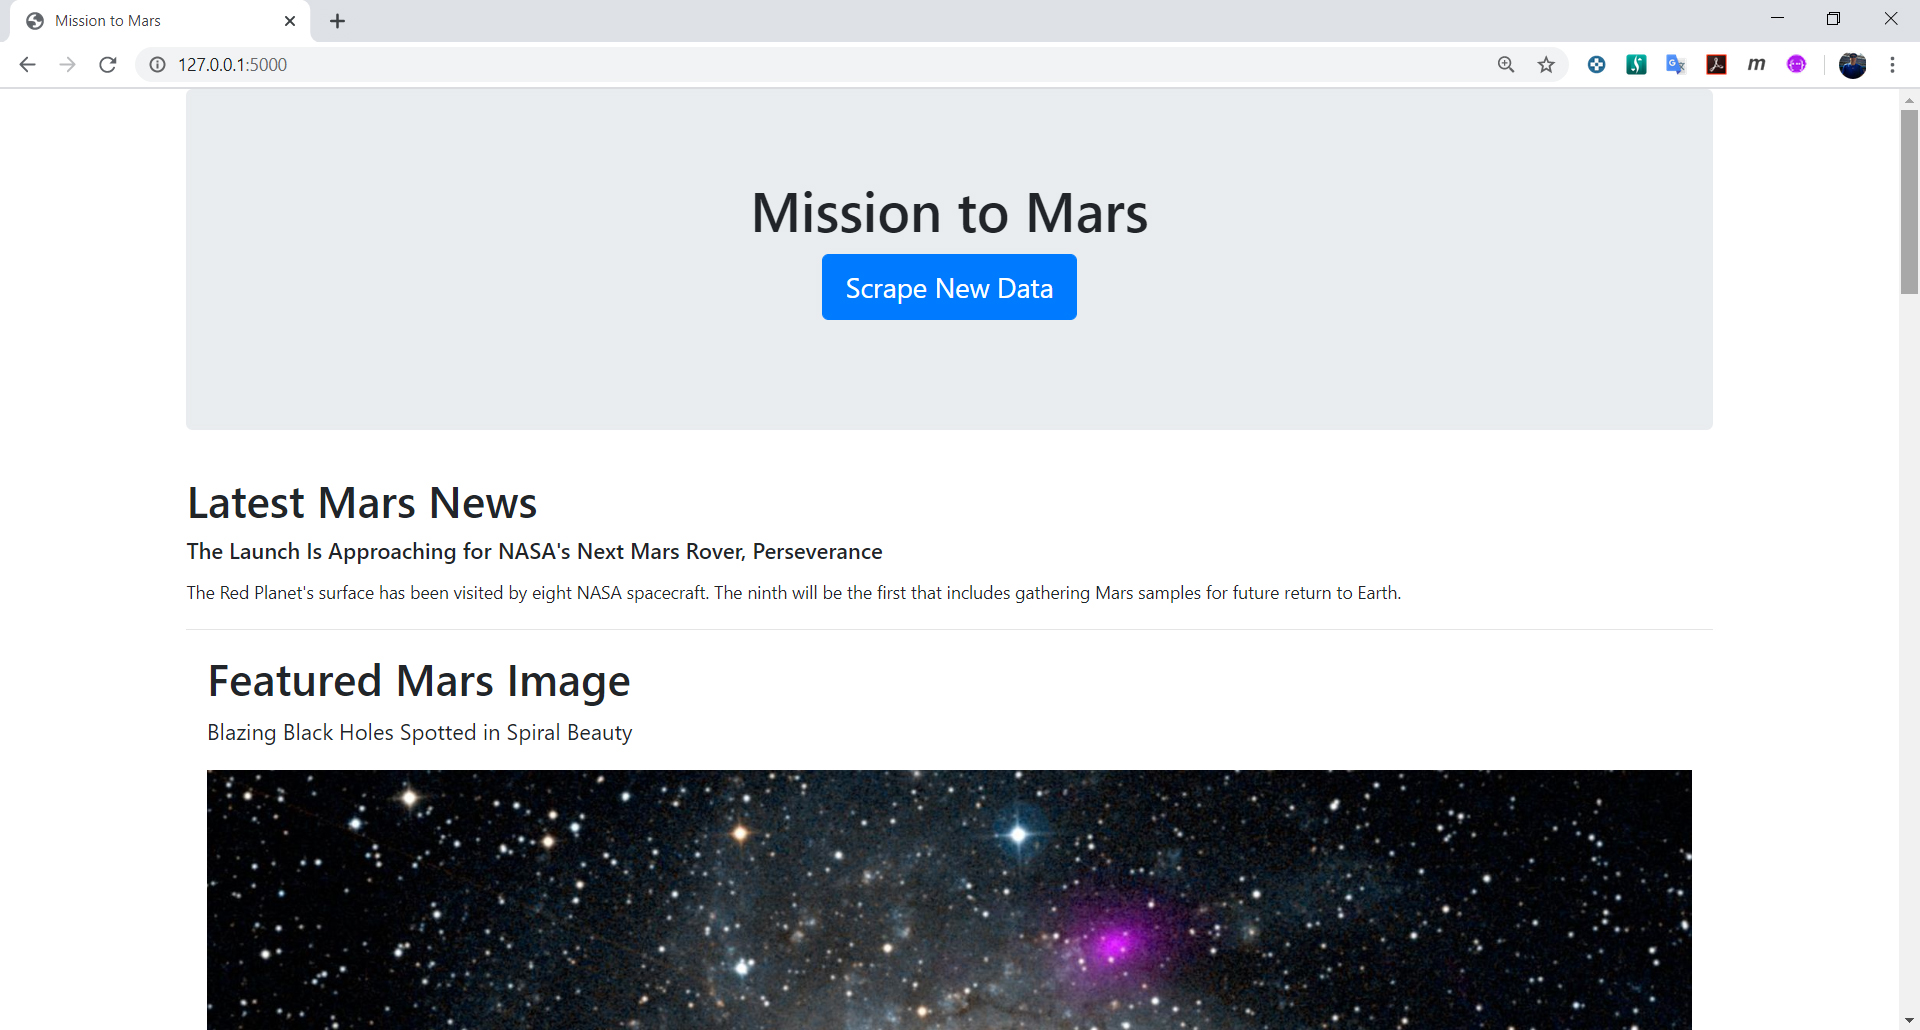 Mission to Mars
127.0.0.1:5000
m
Mission to Mars
Scrape New Data
Latest Mars News
The Launch Is Approaching for NASA's Next Mars Rover, Perseverance
The Red Planet's surface has been visited by eight NASA spacecraft. The ninth will be the first that includes gathering Mars samples for future return to Earth.
Featured Mars Image
Blazing Black Holes Spotted in Spiral Beauty